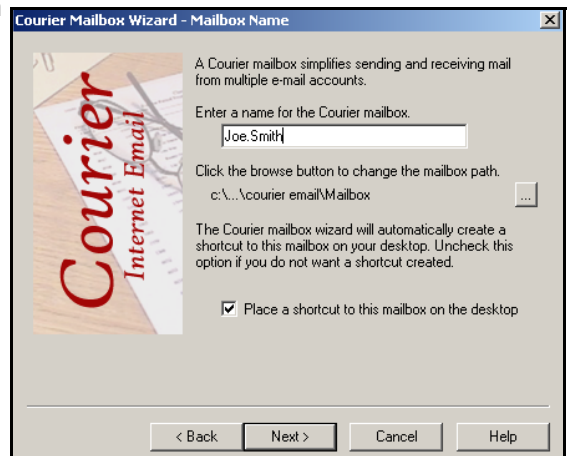 Courier Mailbox Wizard - Mailbox Name
Courier
Internet Email
A Courier mailbox simplifies sending and receiving mail
from multiple e-mail accounts.
Enter a name for the Courier mailbox.
Joe.Smith
Click the browse button to change the mailbox path.
c:\...\courier email\Mailbox
...
The Courier mailbox wizard will automatically create a
shortcut to this mailbox on your desktop. Uncheck this
option if you do not want a shortcut created.
Place a shortcut to this mailbox on the desktop
< Back Next > Cancel Help